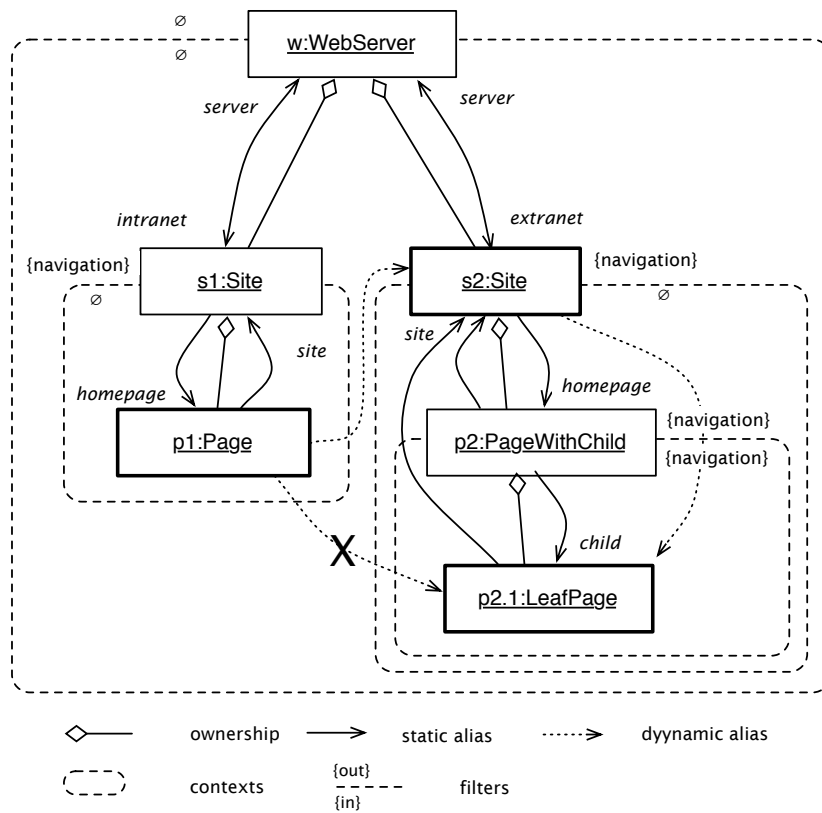 ∅
w:WebServer
∅
server
server
intranet
extranet
{navigation}
s1:Site
s2:Site
{navigation}
∅
∅
site
site
homepage
homepage
p1:Page
p2:PageWithChild
{navigation}
{navigation}
X
child
p2.1:LeafPage
ownership
static alias
dyynamic alias
contexts
{out}
{in}
filters